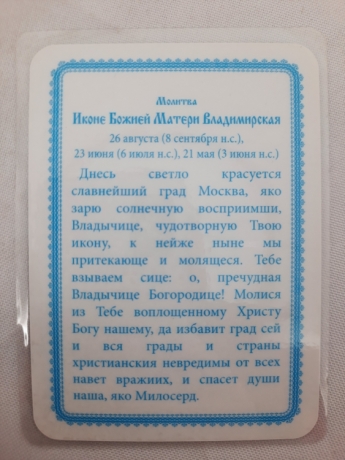 Молитва
Иконе Божией Матери Владимирская
26 августа (8 сентября н.с.),
23 июня (6 июля н.с.), 21 мая (3 июня н.с.)
Днесь светло красуется
славнейший град Москва, яко
зарю солнечную восприимши,
Владычице, чудотворную Твою
икону, к нейже ныне мы
притекающе и молящеся. Тебе
взываем сице: о, пречудная
Владычице Богородице! Молися
из Тебе воплощенному Христу
Богу нашему, да избавит град сей
и вся грады и страны
христианския невредимы от всех
навет вражиих, и спасет души
наша, яко Милосерд.